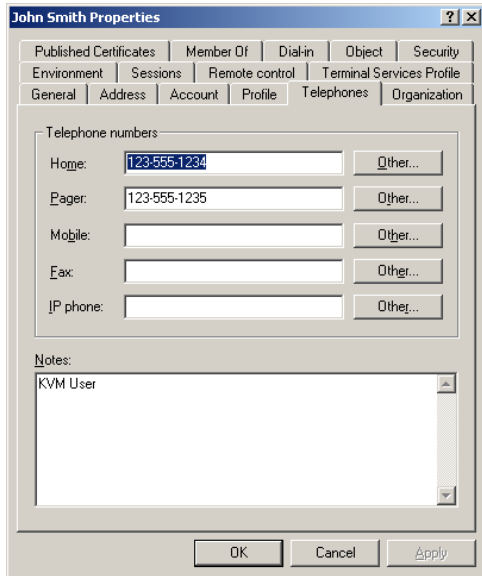 John Smith Properties
Published Certificates Member Of Dial-in Object Security
Environment Sessions Remote control Terminal Services Profile
General Address Account Profile Telephones Organization
Telephone numbers
Home: 123-555-1234 Other...
Pager: 123-555-1235 Other...
Mobile: Other...
Fax: Other...
IP phone: Other...
Notes:
KVM User
OK Cancel Apply